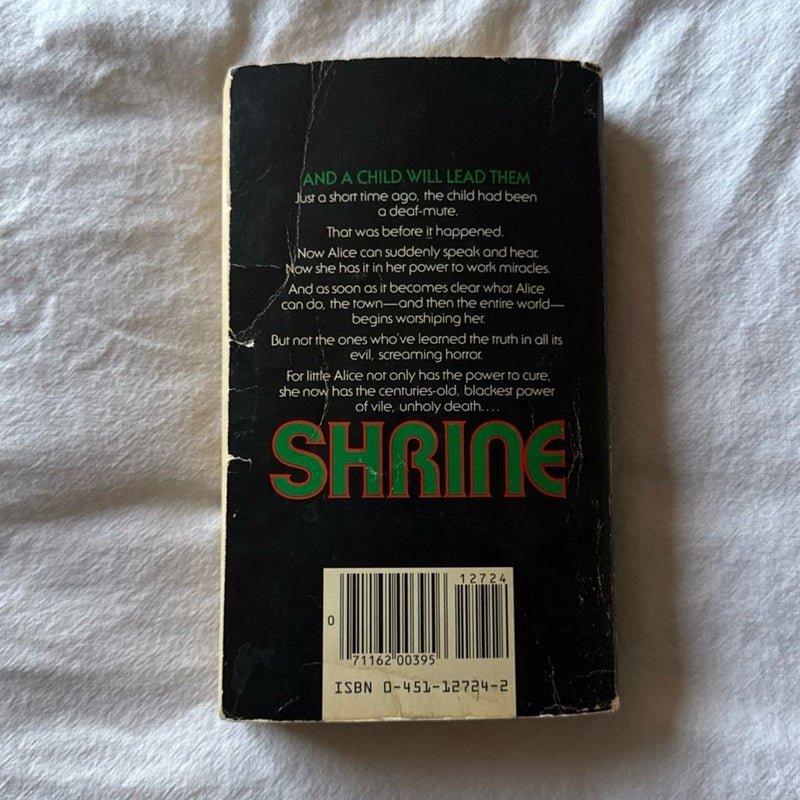 AND A CHILD WILL LEAD THEM
Just a short time ago, the child had been
a deaf-mute.
That was before it happened.
Now Alice can suddenly speak and hear.
Now she has it in her power to work miracles.
And as soon as it becomes clear what Alice
can do, the town—and then the entire world—
begins worshiping her.
But not the ones who've learned the truth in all its
evil, screaming horror.
For little Alice not only has the power to cure,
she now has the centuries-old, blackest power
of vile, unholy death....
SHRINE
12724
0
71162 00395
ISBN 0-451-12724-2